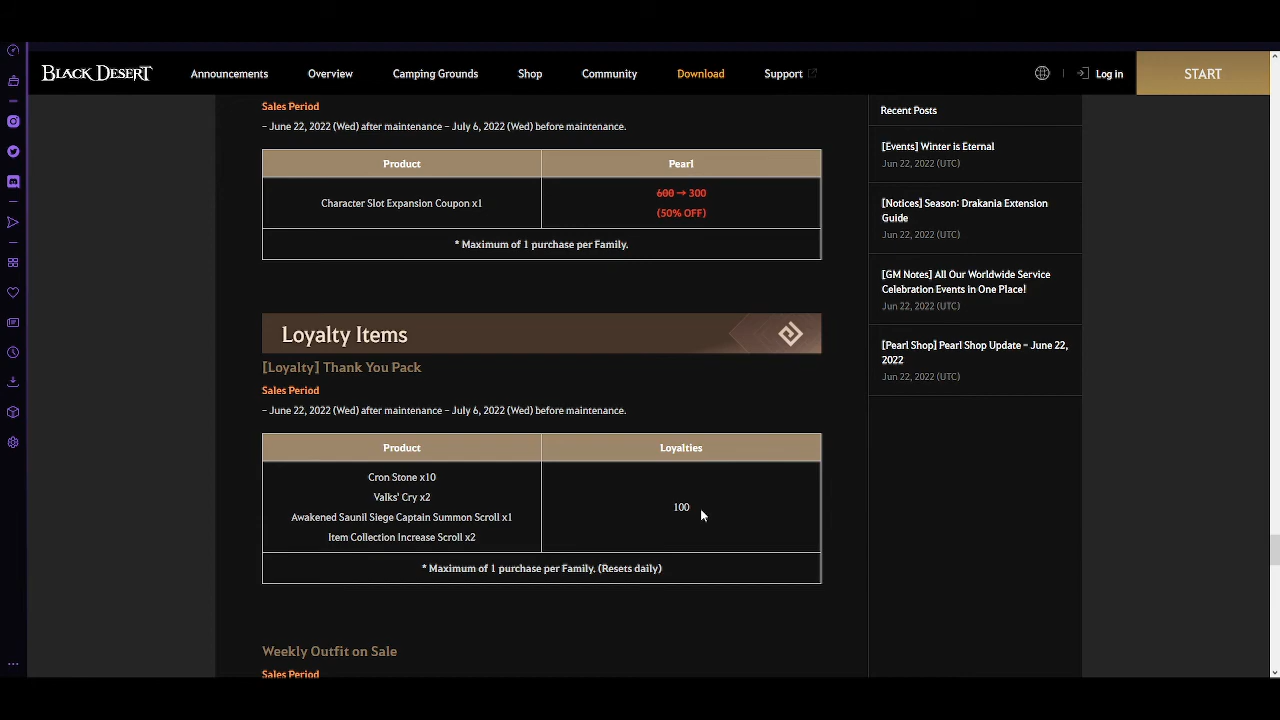 BLACK DESERT
Announcements
Overview
Camping Grounds
Shop
Community
Download
Support
Log in
START
Sales Period
– June 22, 2022 (Wed) after maintenance – July 6, 2022 (Wed) before maintenance.
Product
Pearl
Character Slot Expansion Coupon x1
600 → 300
(50% OFF)
* Maximum of 1 purchase per Family.
Loyalty Items
[Loyalty] Thank You Pack
Sales Period
– June 22, 2022 (Wed) after maintenance – July 6, 2022 (Wed) before maintenance.
Product
Loyalties
Cron Stone x10
Valks' Cry x2
Awakened Saunil Siege Captain Summon Scroll x1
Item Collection Increase Scroll x2
100
* Maximum of 1 purchase per Family. (Resets daily)
Weekly Outfit on Sale
Sales Period
Recent Posts
[Events] Winter is Eternal
Jun 22, 2022 (UTC)
[Notices] Season: Drakania Extension
Guide
Jun 22, 2022 (UTC)
[GM Notes] All Our Worldwide Service
Celebration Events in One Place!
Jun 22, 2022 (UTC)
[Pearl Shop] Pearl Shop Update – June 22,
2022
Jun 22, 2022 (UTC)